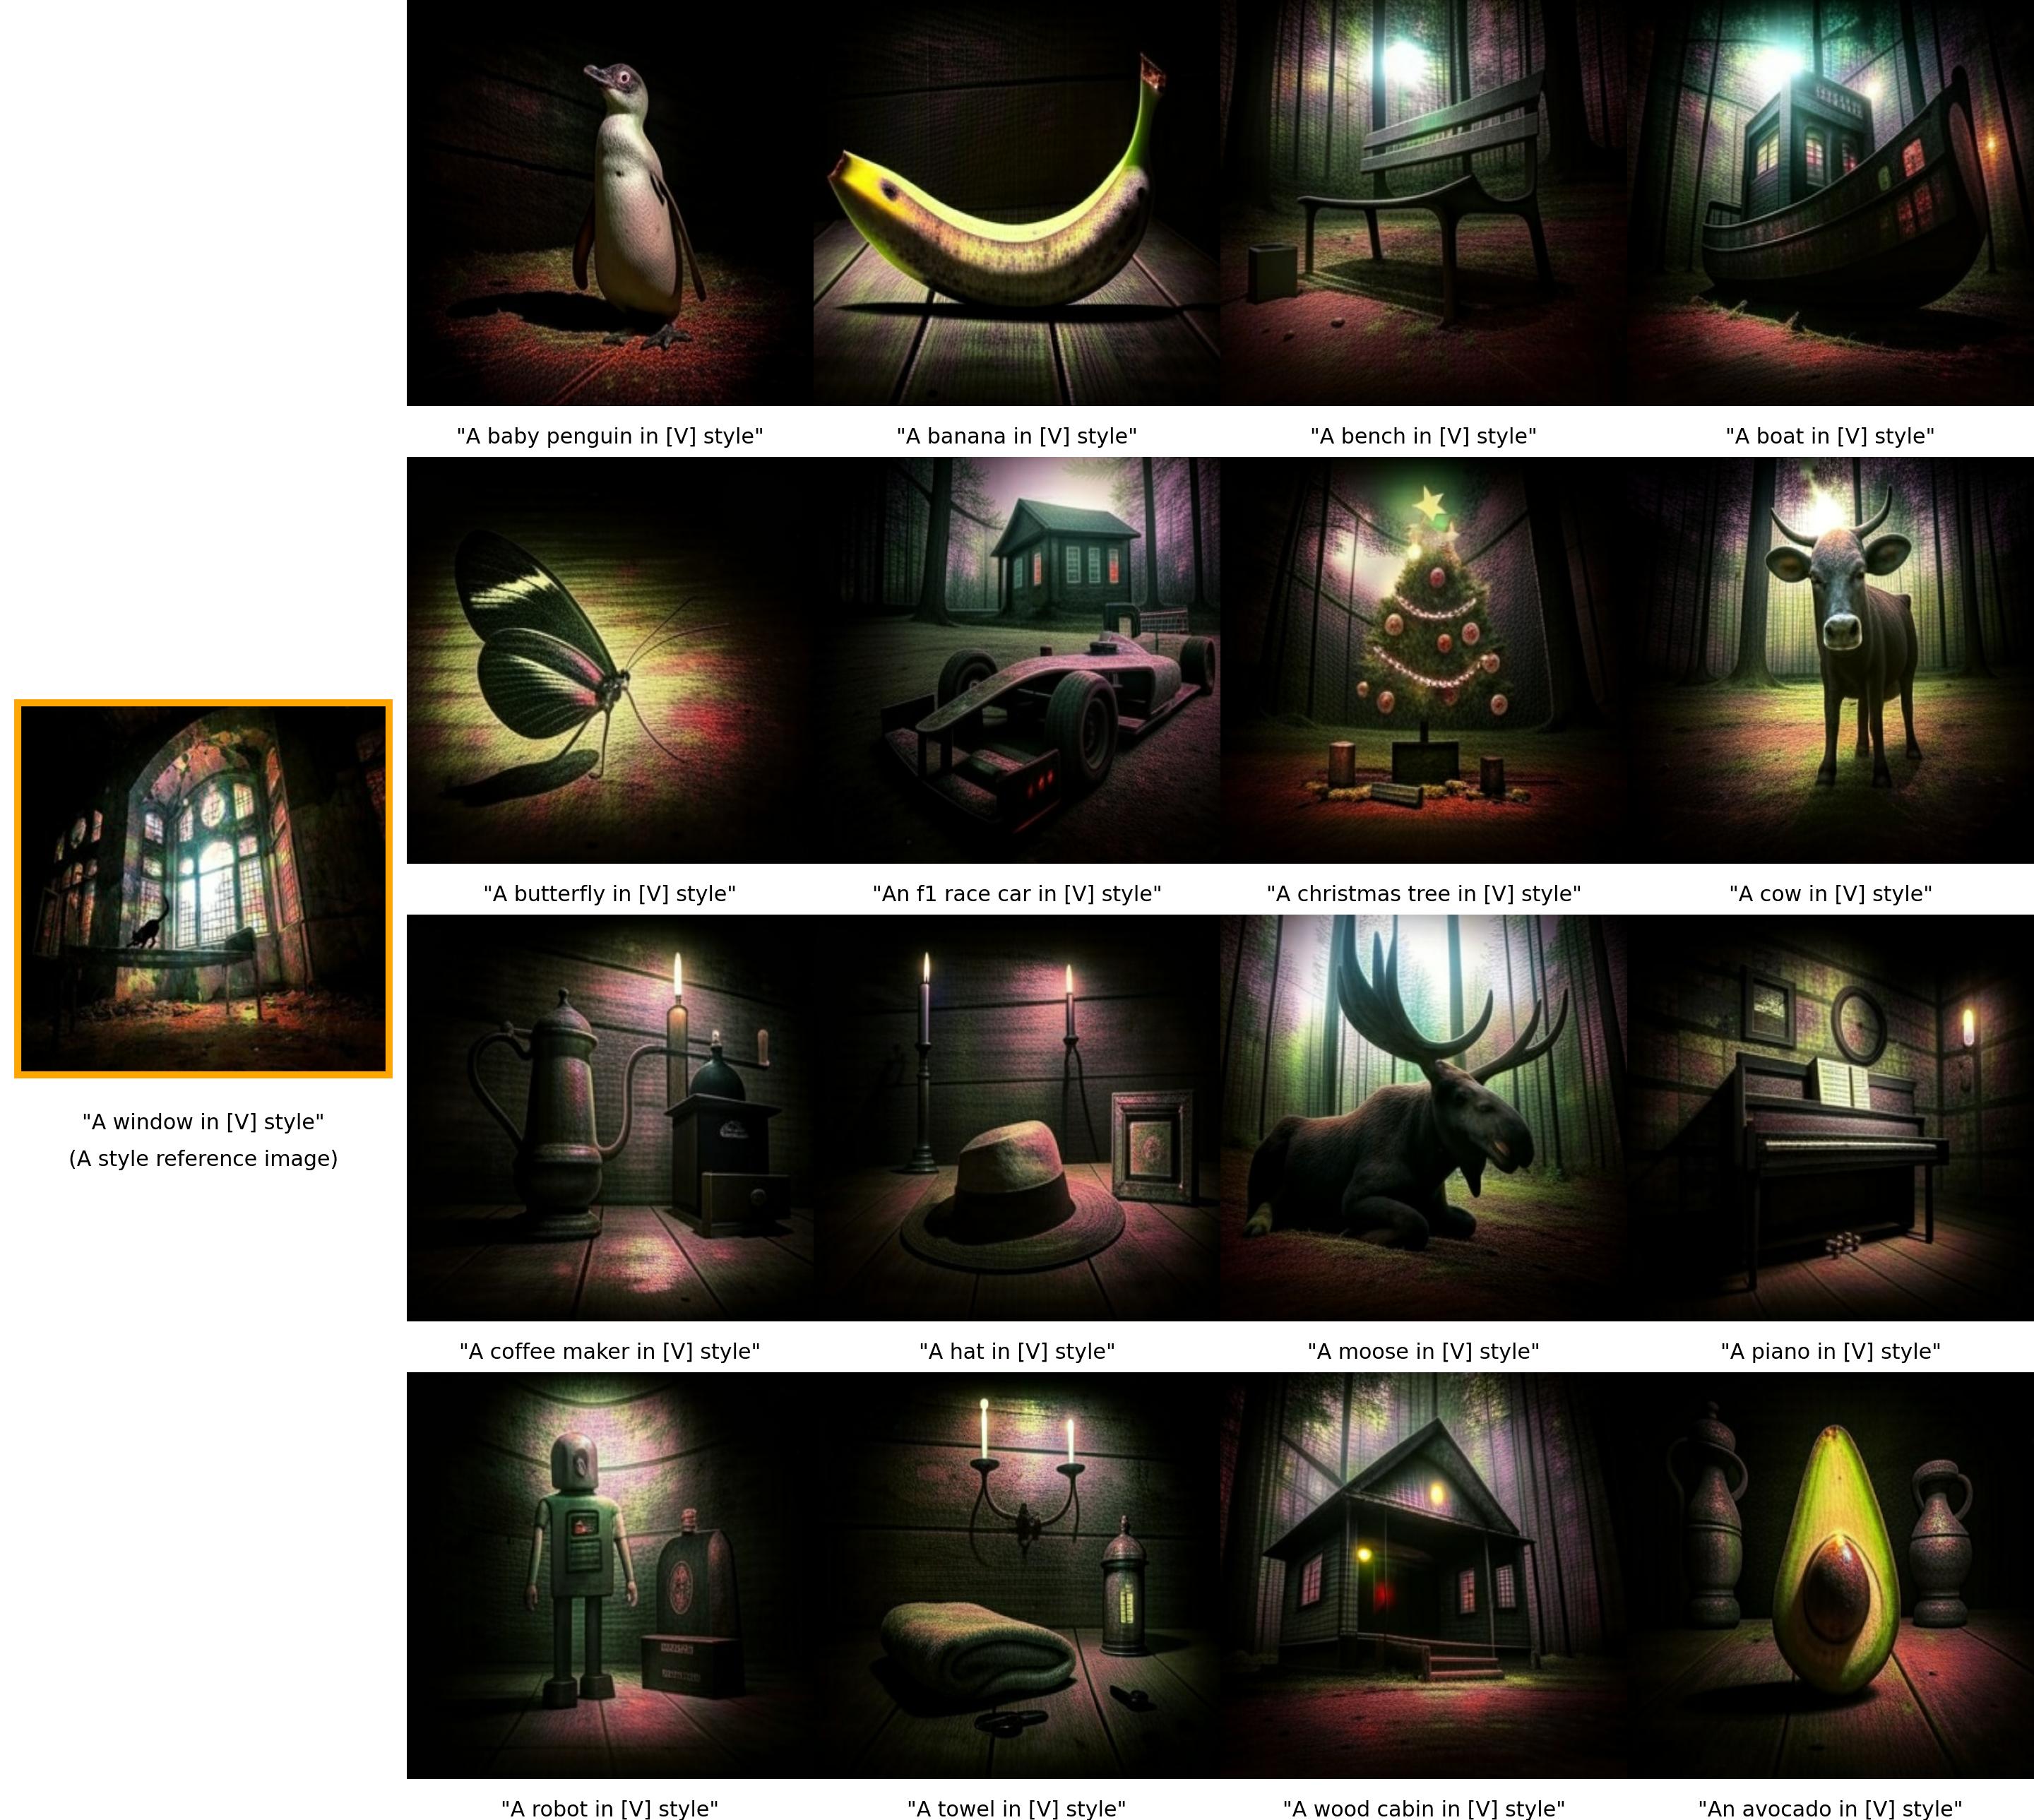 "A baby penguin in [V] style"
"A banana in [V] style"
"A bench in [V] style"
"A boat in [V] style"
"A butterfly in [V] style"
"An f1 race car in [V] style"
"A christmas tree in [V] style"
"A cow in [V] style"
"A window in [V] style"
(A style reference image)
"A coffee maker in [V] style"
"A hat in [V] style"
"A moose in [V] style"
"A piano in [V] style"
"A robot in [V] style"
"A towel in [V] style"
"A wood cabin in [V] style"
"An avocado in [V] style"